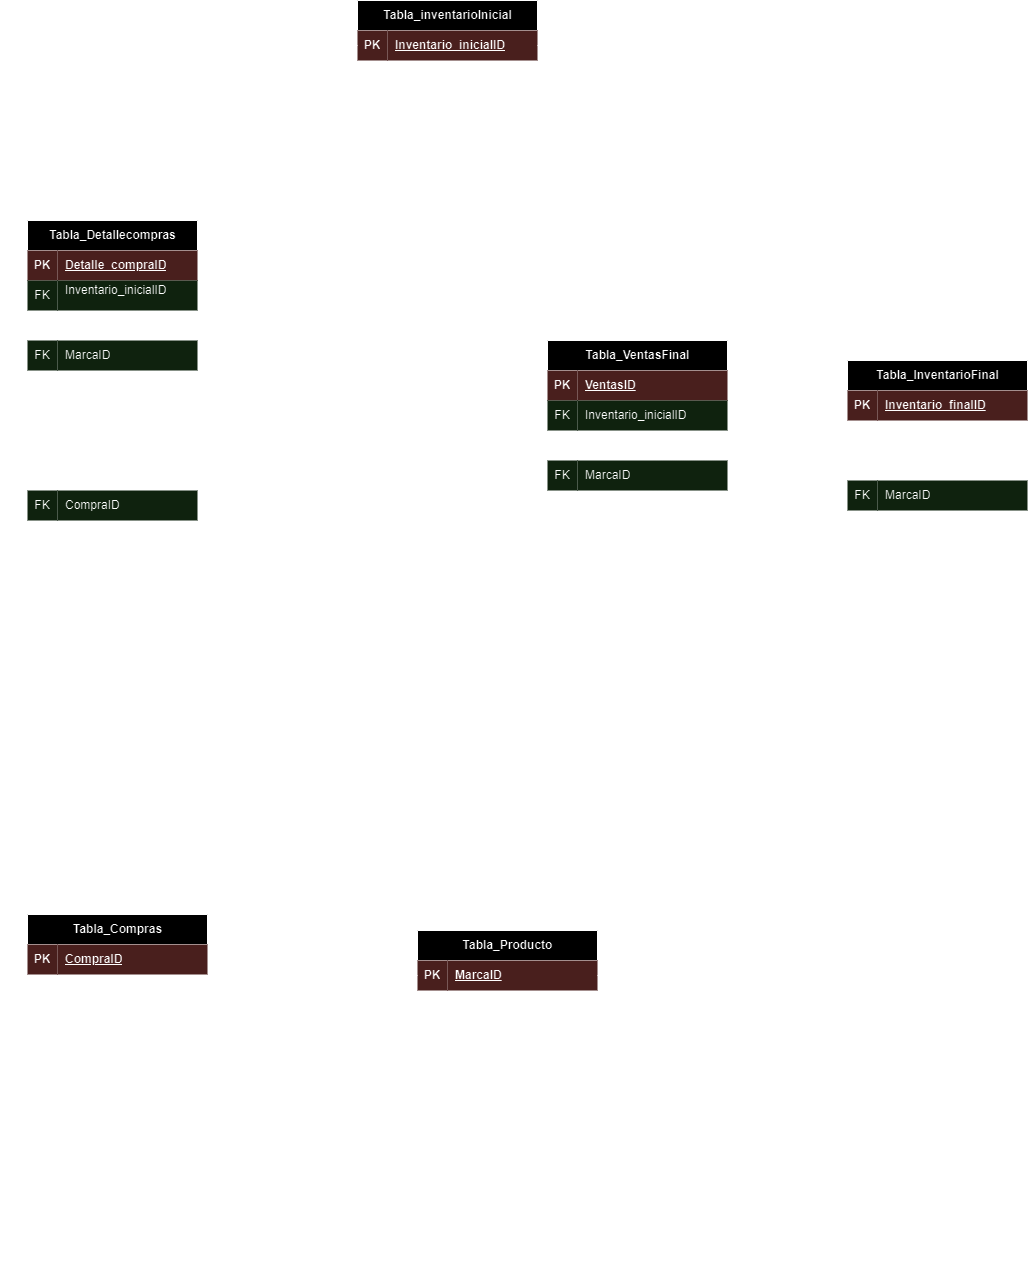 Tabla_inventarioInicial
PK Inventario_inicialID
Tabla_Detallecompras
PK Detalle_compraID
FK Inventario_inicialID
FK MarcaID
FK CompraID
Tabla_VentasFinal
PK VentasID
FK Inventario_inicialID
FK MarcaID
Tabla_InventarioFinal
PK Inventario_finalID
FK MarcaID
Tabla_Compras
PK CompraID
Tabla_Producto
PK MarcaID